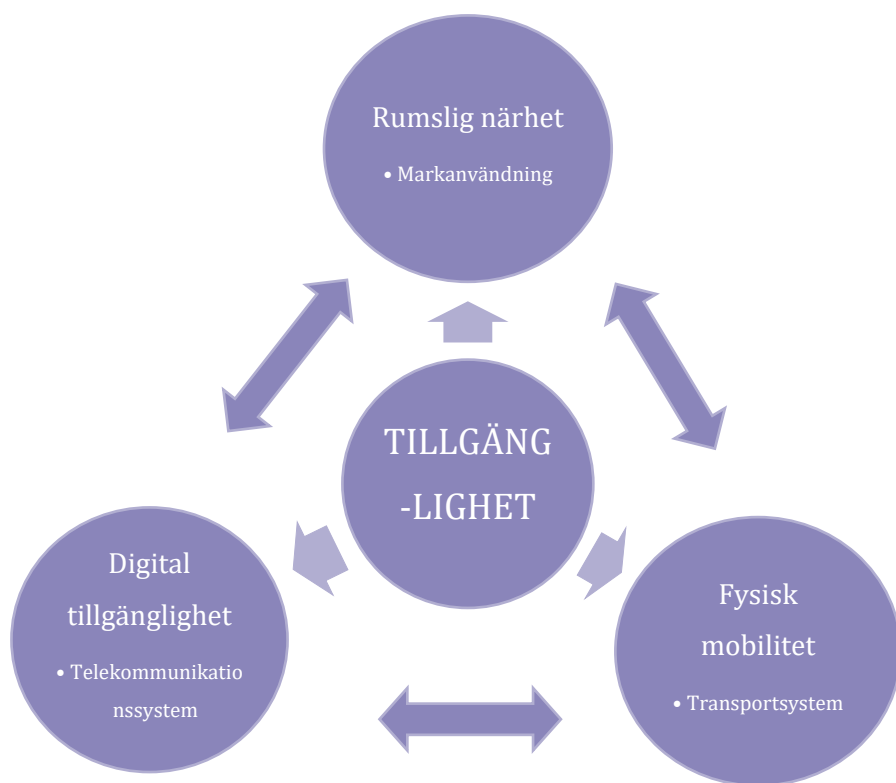 Rumslig närhet
• Markanvändning
TILLGÄNG
-LIGHET
Digital
tillgänglighet
• Telekommunikatio
nssystem
Fysisk
mobilitet
• Transportsystem